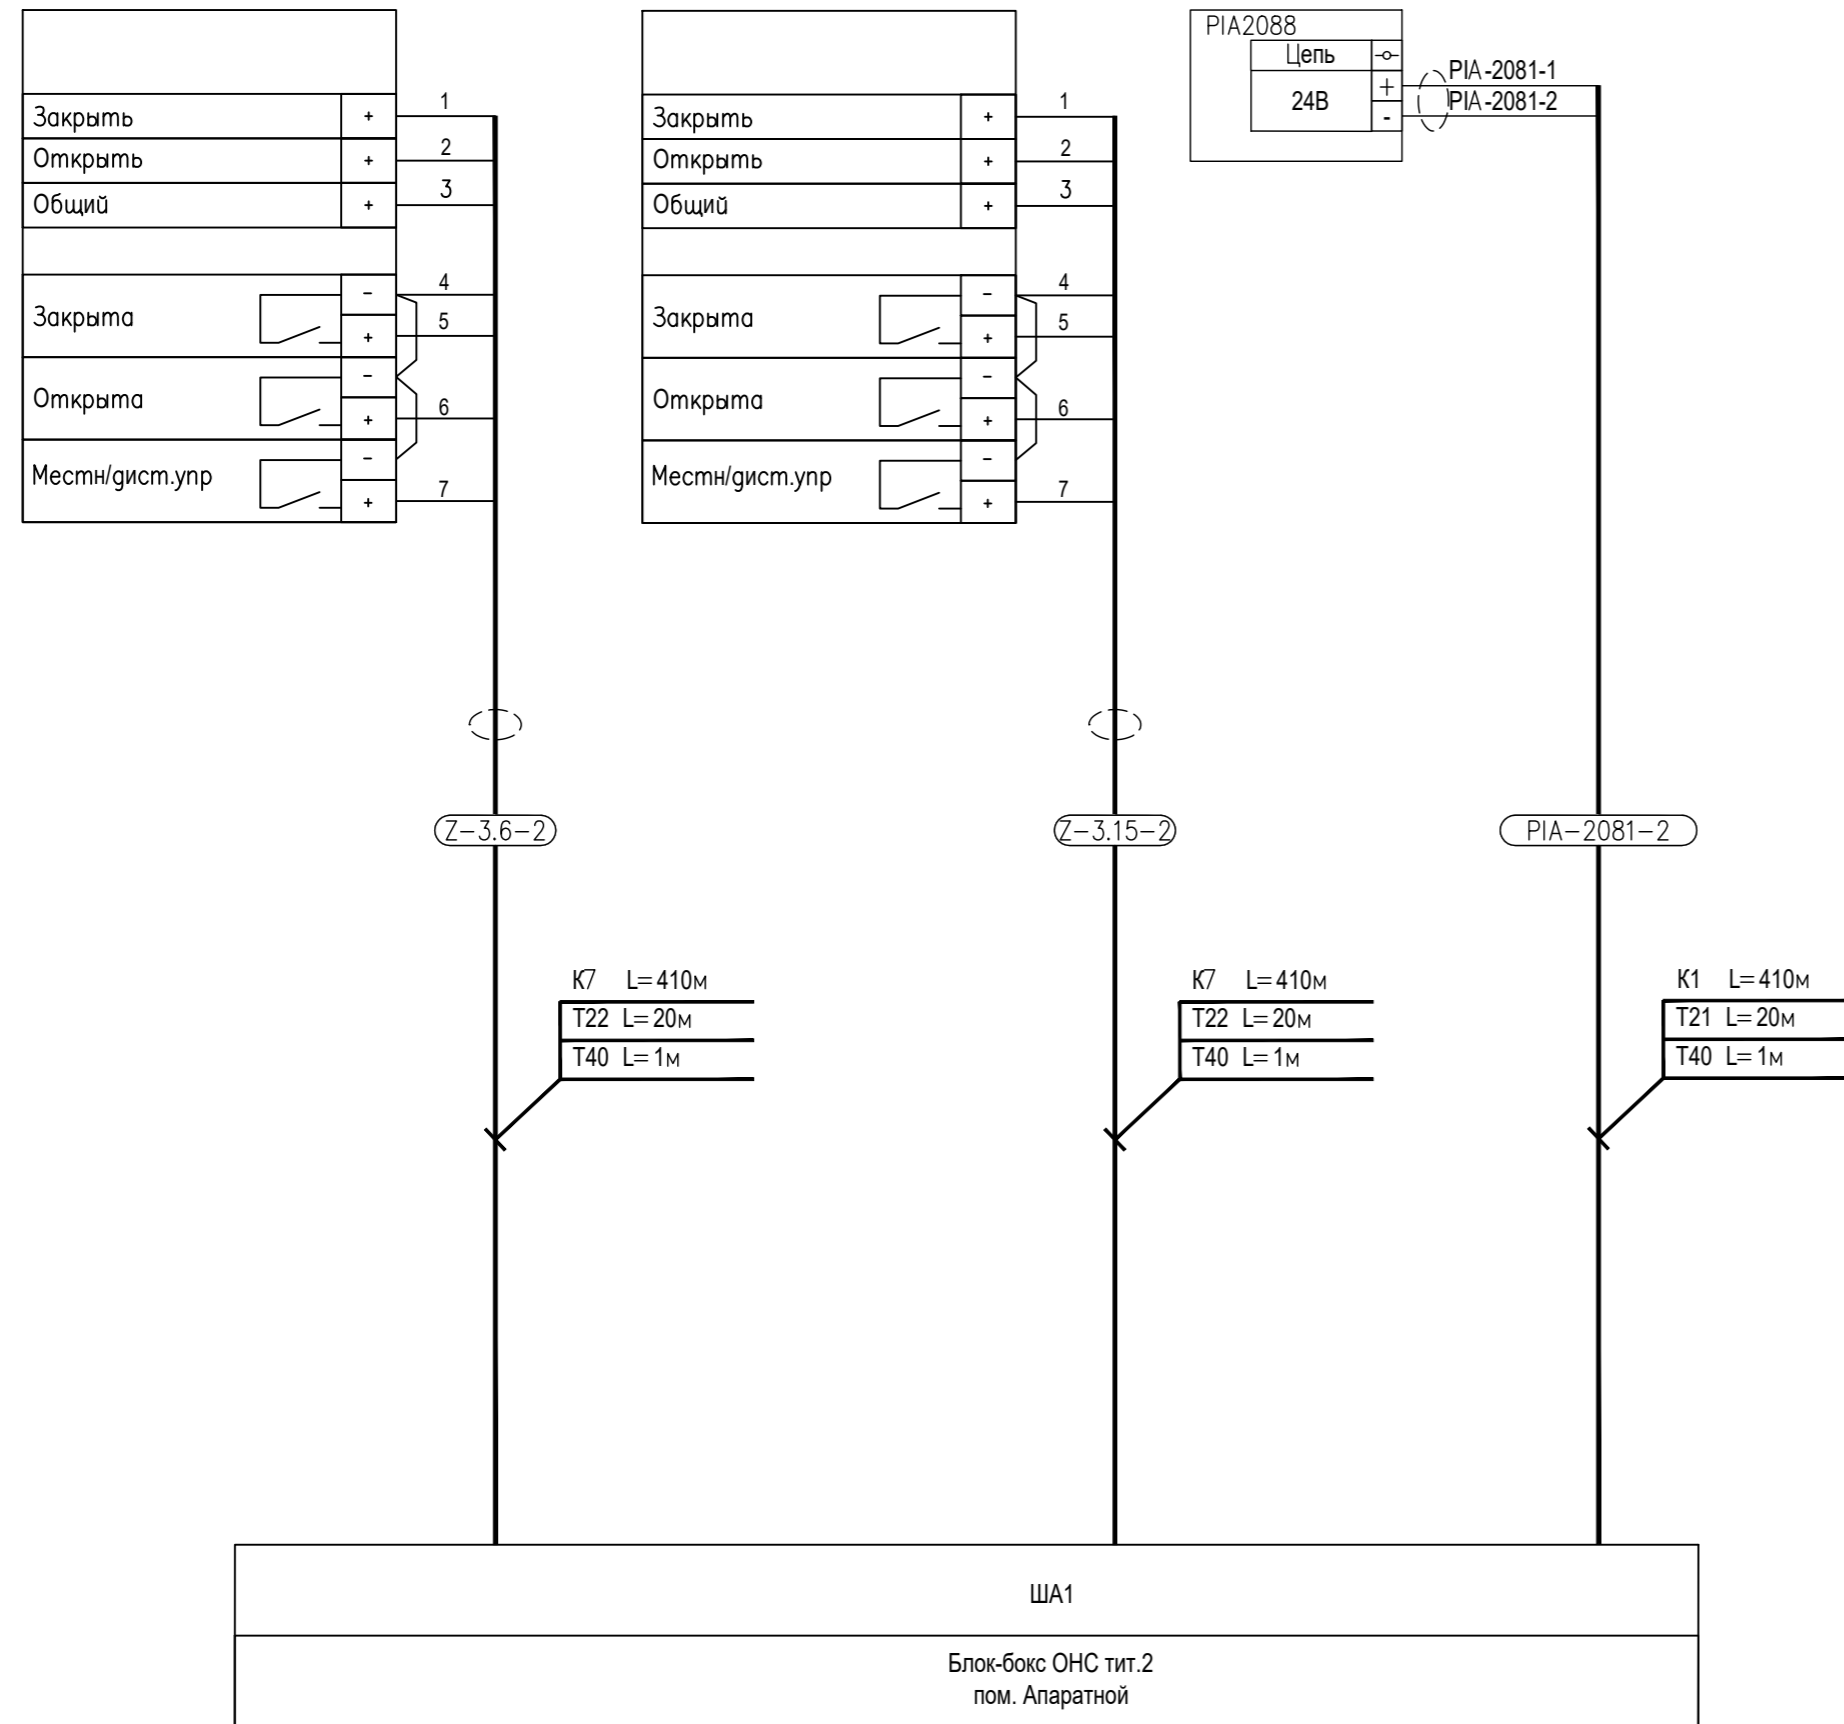 Закрыть + 1
Открыть + 2
Общий + 3
- 4
Закрыта
+ 5
-
Открыта
+ 6
-
Местн/дист.упр
+ 7
Закрыть + 1
Открыть + 2
Общий + 3
- 4
Закрыта
+ 5
-
Открыта
+ 6
-
Местн/дист.упр
+ 7
PIA2088
Цепь
24В
+ PIA-2081-1
- PIA-2081-2
Z-3.6-2
Z-3.15-2
PIA-2081-2
К7 L=410м
Т22 L=20м
Т40 L=1м
К7 L=410м
Т22 L=20м
Т40 L=1м
К1 L=410м
Т21 L=20м
Т40 L=1м
ША1
Блок-бокс ОНС тит.2
пом. Апаратной